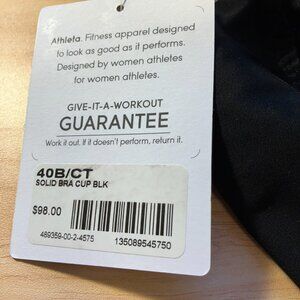 Athleta. Fitness apparel designed
to look as good as it performs.
Designed by women athletes
for women athletes.
GIVE-IT-A-WORKOUT
GUARANTEE
Work it out. If it doesn't perform, return it.
40B/CT
SOLID BRA CUP BLK
$98.00
489359-00-2-4575
135089545750